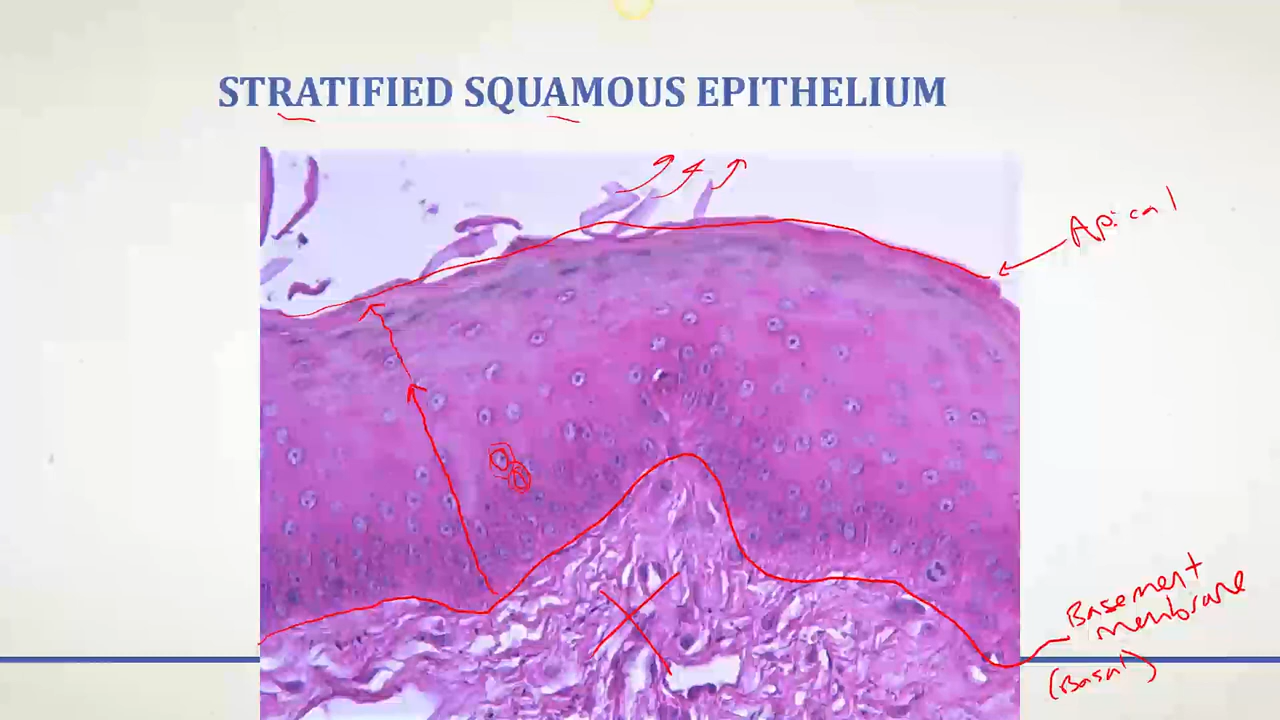 STRATIFIED SQUAMOUS EPITHELIUM
Apical
Basement
membrane
(Basal)